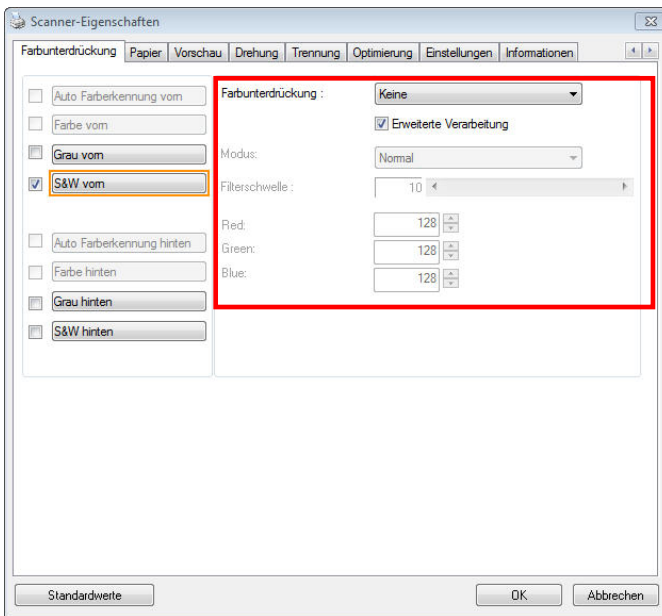 Scanner-Eigenschaften
Farbunterdrückung Papier Vorschau Drehung Trennung Optimierung Einstellungen Informationen
Auto Farberkennung vorn
Farbe vorn
Grau vorn
S&W vorn
Auto Farberkennung hinten
Farbe hinten
Grau hinten
S&W hinten
Farbunterdrückung : Keine
Erweiterte Verarbeitung
Modus: Normal
Filterschwelle : 10
Red: 128
Green: 128
Blue: 128
Standardwerte OK Abbrechen